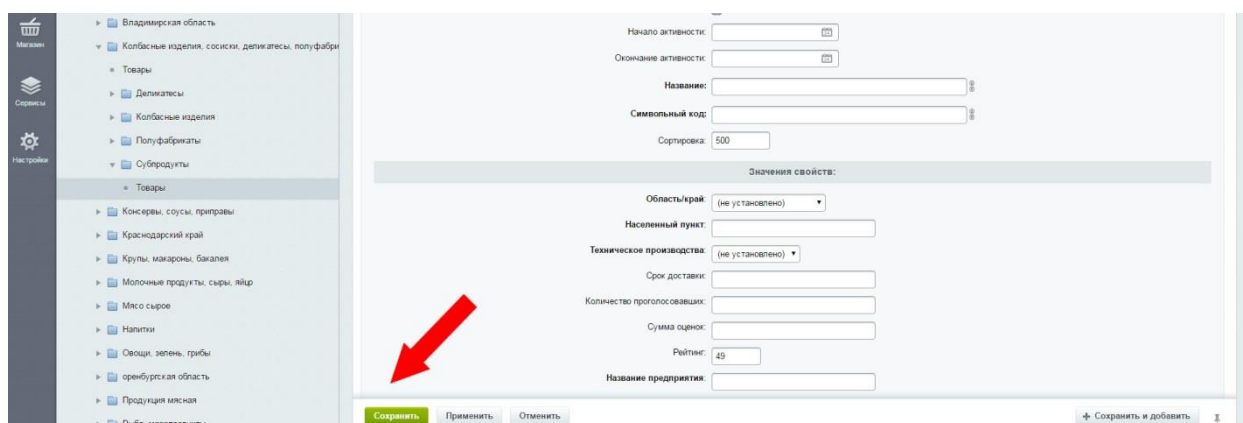 Магазин
Сервисы
Настройки
Владимирская область
Колбасные изделия, сосиски, деликатесы, полуфабри
Товары
Деликатесы
Колбасные изделия
Полуфабрикаты
Субпродукты
Товары
Консервы, соусы, приправы
Краснодарский край
Крупы, макароны, бакалея
Молочные продукты, сыры, яйцо
Мясо сырое
Напитки
Овощи, зелень, грибы
оренбургская область
Продукция мясная
Начало активности:
Окончание активности:
Название:
Символьный код:
Сортировка: 500
Значения свойств:
Область/край: (не установлено)
Населенный пункт:
Техническое производства: (не установлено)
Срок доставки:
Количество проголосовавших:
Сумма оценок:
Рейтинг: 49
Название предприятия:
Сохранить Применить Отменить + Сохранить и добавить